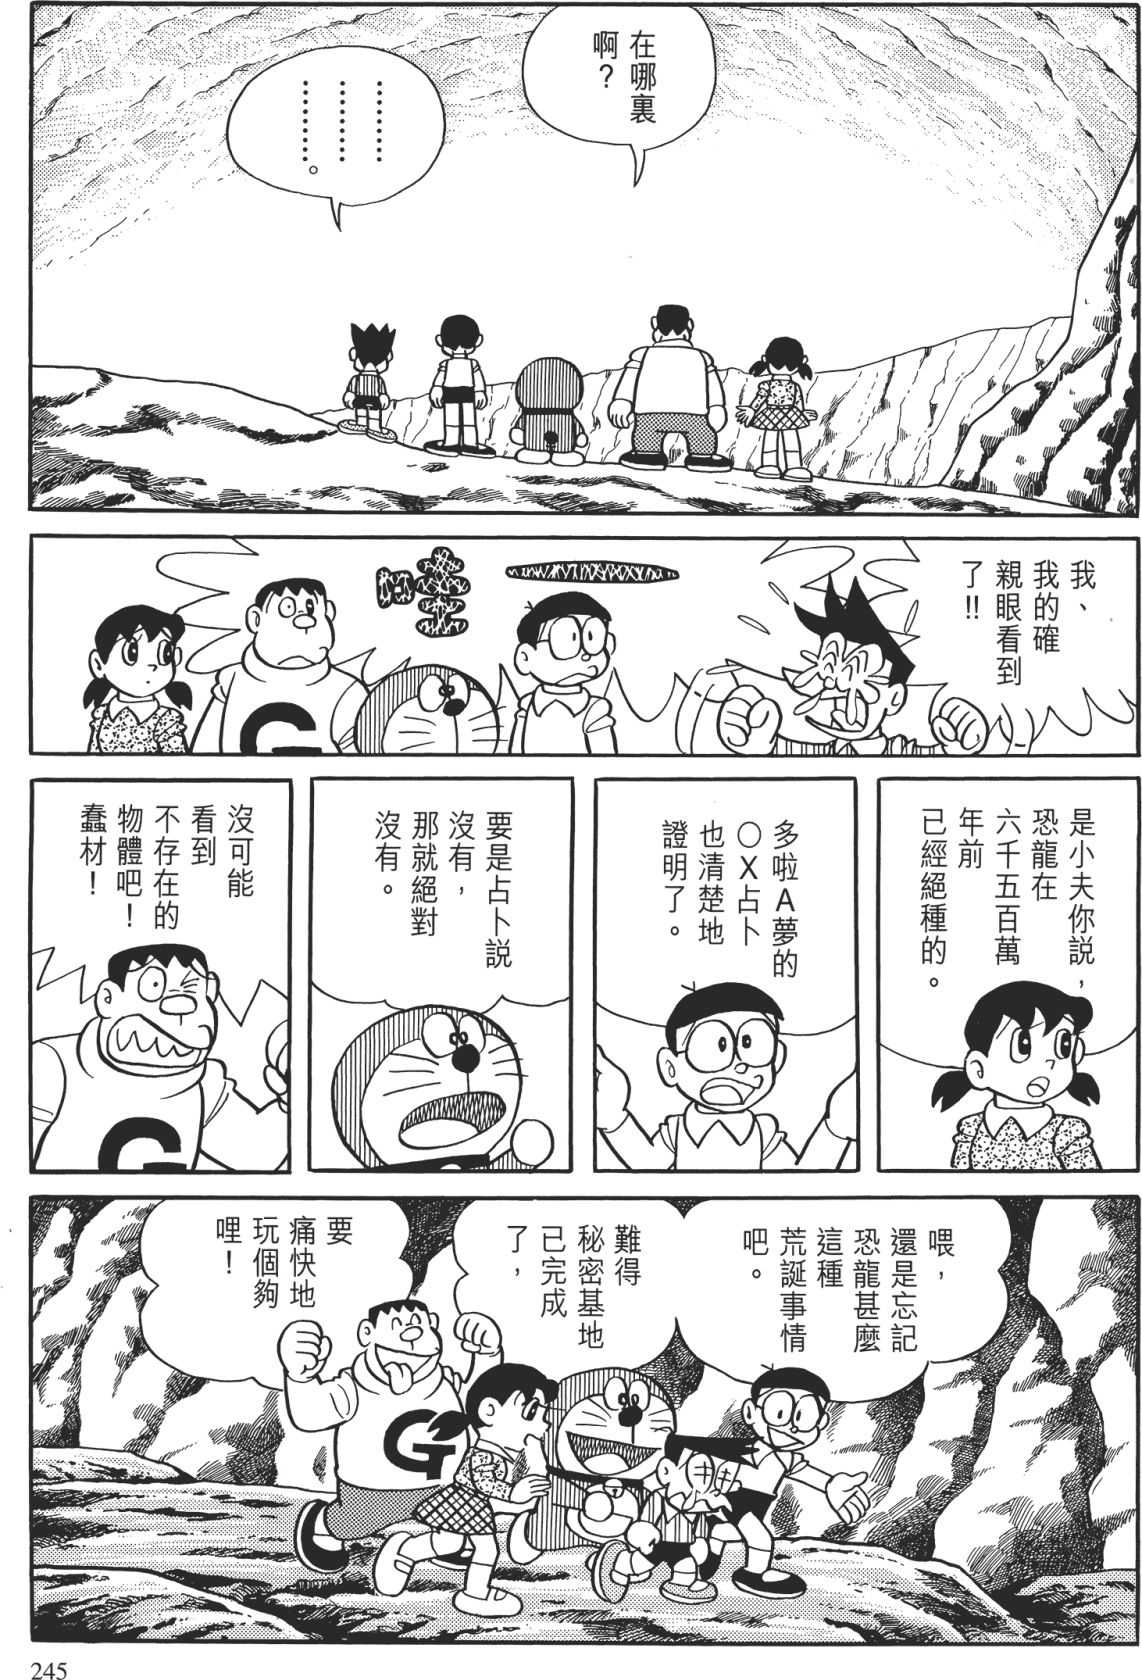 在哪裏
啊？
………
………
………。
我、
我的確
親眼看到
了!!
哇
—
是小夫你說，
恐龍在
六千五百萬
年前
已經絕種的。
多啦A夢的
○X占卜
也清楚地
證明了。
要是占卜說
沒有，
那就絕對
沒有。
沒可能
看到
不存在的
物體吧！
蠢材！
喂，
還是忘記
恐龍甚麼
這種
荒誕事情
吧。
難得
秘密基地
已完成
了，
要
痛快地
玩個夠
哩！
G
G
G
245